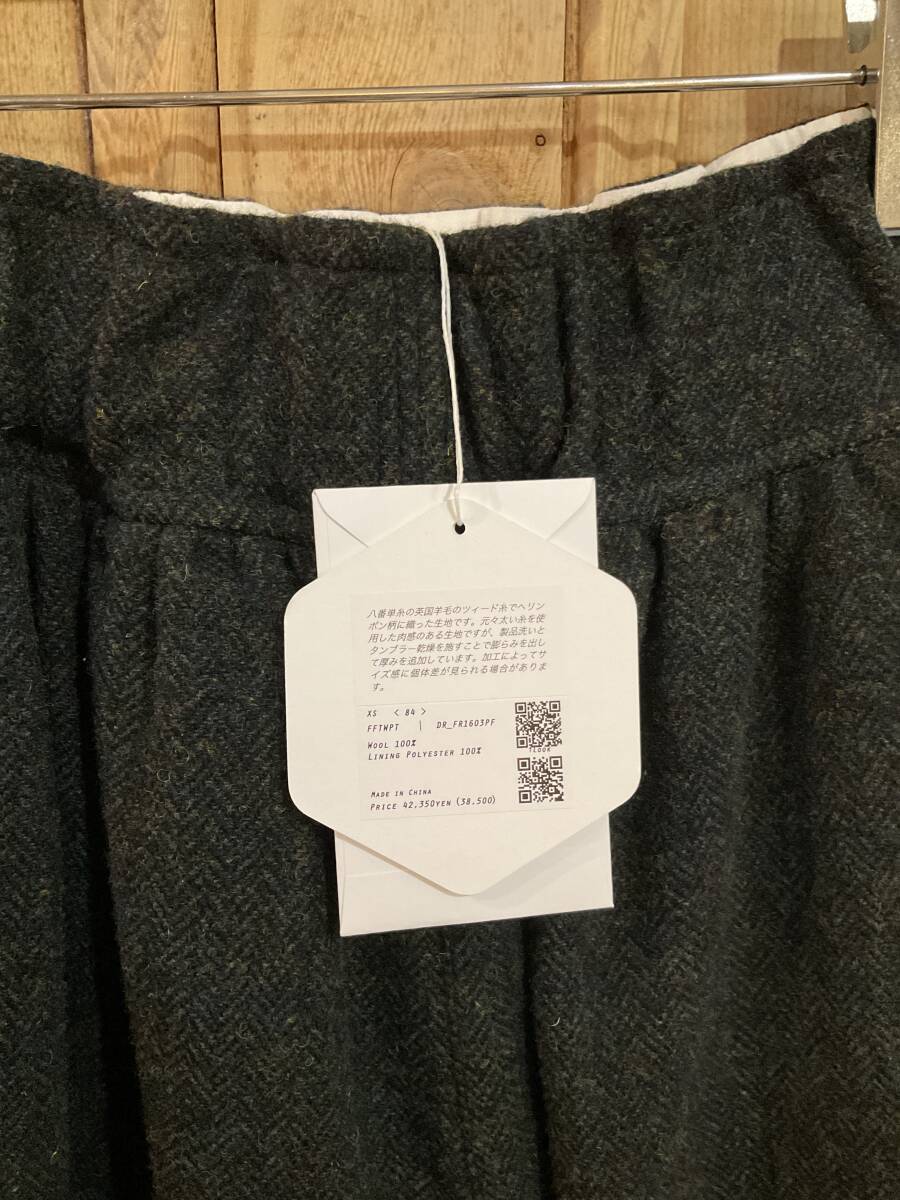 八番単糸の英国羊毛のツィード糸でヘリン
ボン柄に織った生地です。元々太い糸を使
用した肉感のある生地ですが、製品洗いと
タンブラー乾燥を施すことで膨らみを出し
て厚みを追加しています。加工によってサ
イズ感に個体差が見られる場合がありま
す。
XS < 84 >
FFTWPT | DR_FR1603PF
WOOL 100%
LINING POLYESTER 100%
7LOOK
MADE IN CHINA
PRICE 42,350YEN (38,500)